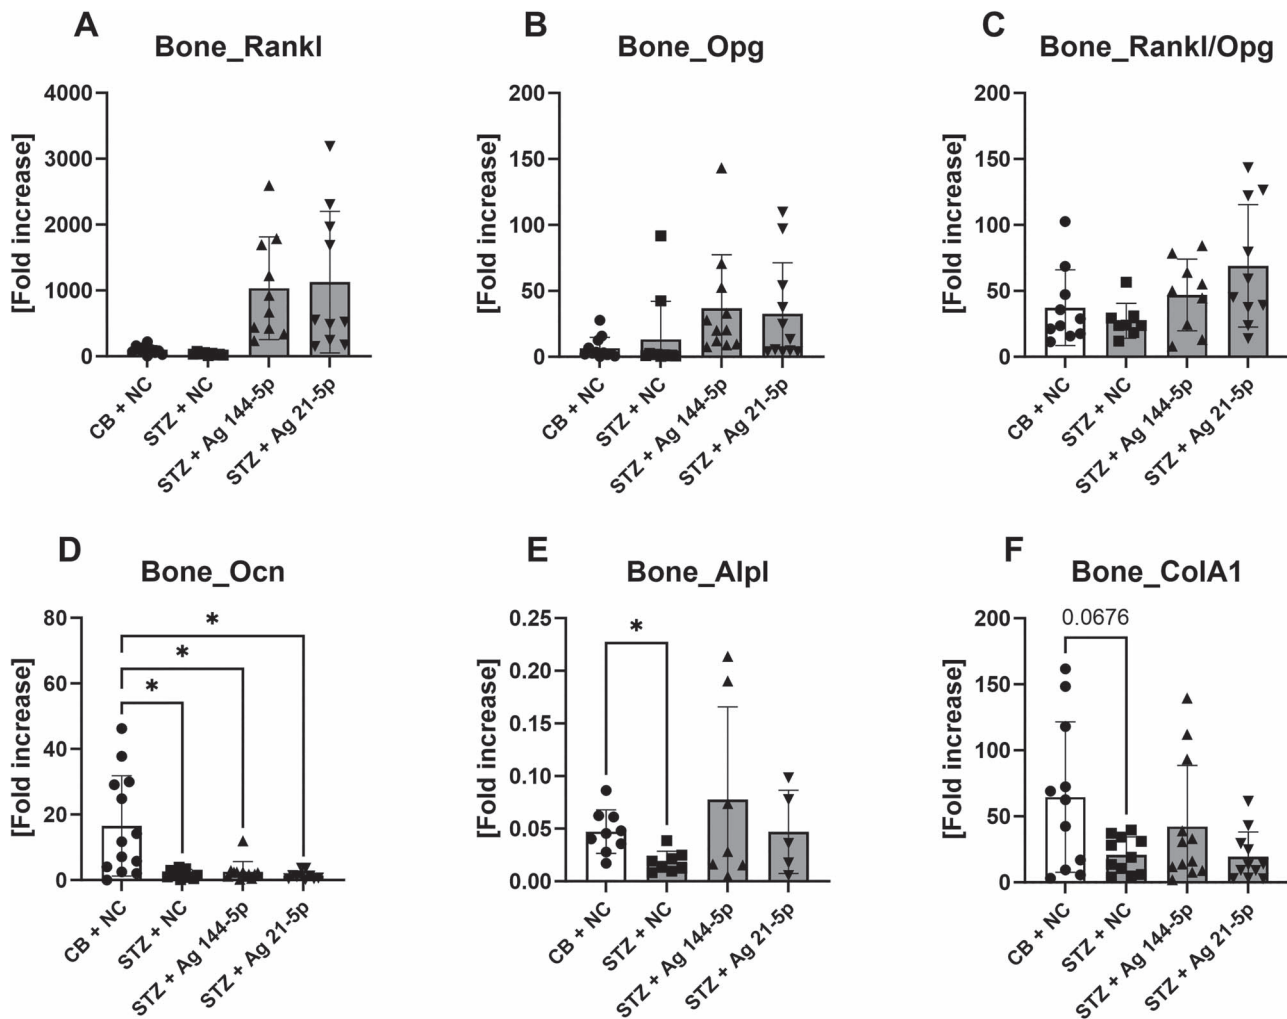 A
Bone_Rankl
[Fold increase]
4000
3000
2000
1000
0
CB + NC
STZ + NC
STZ + Ag 144-5p
STZ + Ag 21-5p
B
Bone_Opg
[Fold increase]
200
150
100
50
0
CB + NC
STZ + NC
STZ + Ag 144-5p
STZ + Ag 21-5p
C
Bone_Rankl/Opg
[Fold increase]
200
150
100
50
0
CB + NC
STZ + NC
STZ + Ag 144-5p
STZ + Ag 21-5p
D
Bone_Ocn
[Fold increase]
80
60
40
20
0
*
*
*
CB + NC
STZ + NC
STZ + Ag 144-5p
STZ + Ag 21-5p
E
Bone_Alpl
[Fold increase]
0.25
0.20
0.15
0.10
0.05
0.00
*
CB + NC
STZ + NC
STZ + Ag 144-5p
STZ + Ag 21-5p
F
Bone_ColA1
[Fold increase]
200
150
100
50
0
0.0676
CB + NC
STZ + NC
STZ + Ag 144-5p
STZ + Ag 21-5p